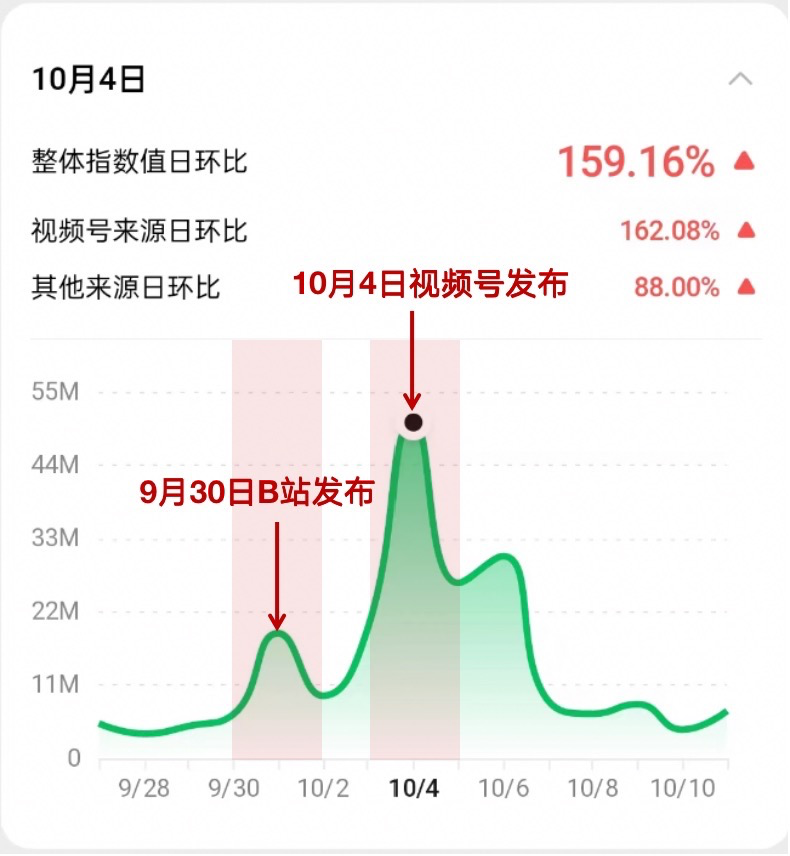 10月4日
整体指数值日环比 159.16%
视频号来源日环比 162.08%
其他来源日环比 88.00%
10月4日视频号发布
55M
44M
9月30日B站发布
33M
22M
11M
0
9/28 9/30 10/2 10/4 10/6 10/8 10/10